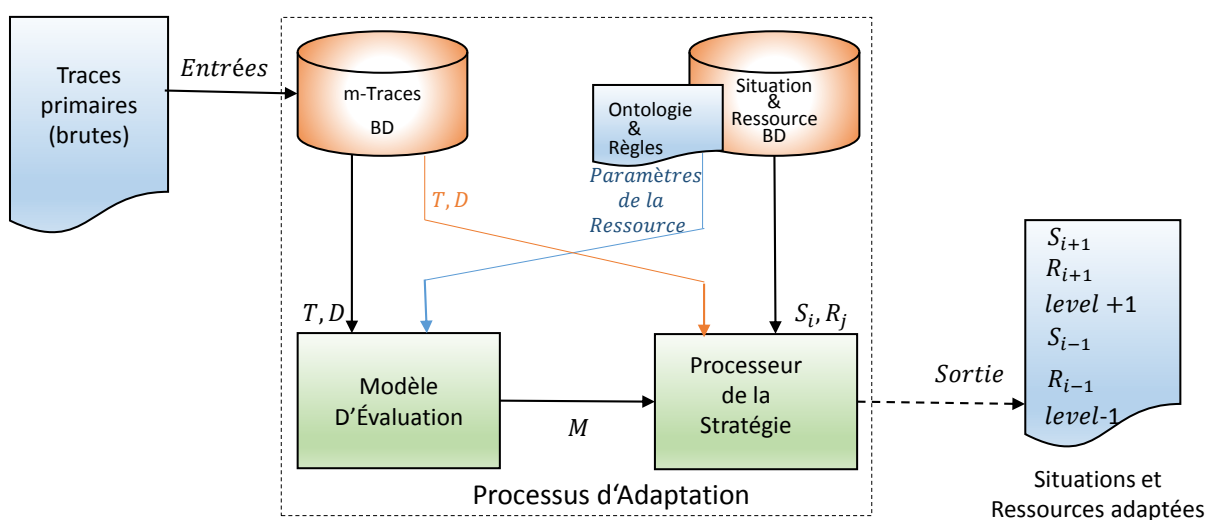 Traces
primaires
(brutes)
Entrées
m-Traces
BD
Ontologie
&
Règles
Situation
&
Ressource
BD
T, D
Paramètres
de la
Ressource
T, D
S_i, R_j
Modèle
D'Évaluation
M
Processeur
de la
Stratégie
Sortie
S_{i+1}
R_{i+1}
level +1
S_{i−1}
R_{i−1}
level-1
Processus d‘Adaptation
Situations et
Ressources adaptées